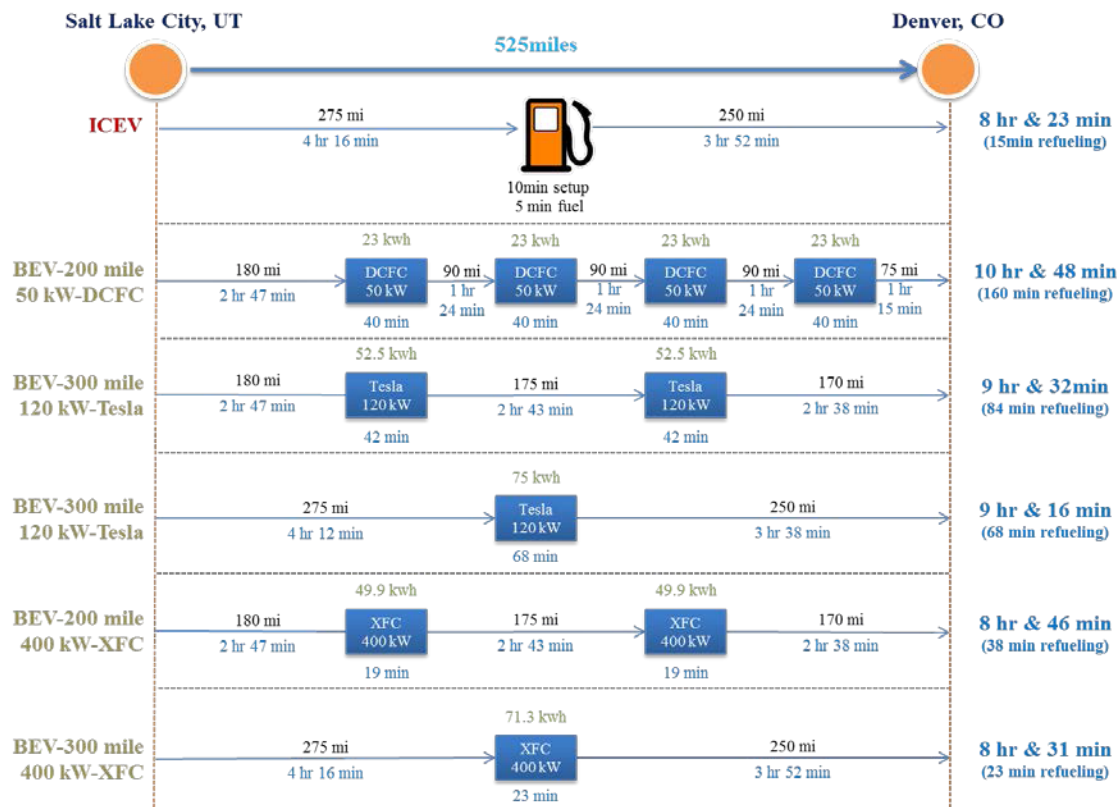 Salt Lake City, UT
Denver, CO
525miles
ICEV
275 mi
4 hr 16 min
10min setup
5 min fuel
250 mi
3 hr 52 min
8 hr & 23 min
(15min refueling)
BEV-200 mile
50 kW-DCFC
180 mi
2 hr 47 min
23 kwh
DCFC
50 kW
40 min
90 mi
1 hr
24 min
23 kwh
DCFC
50 kW
40 min
90 mi
1 hr
24 min
23 kwh
DCFC
50 kW
40 min
90 mi
1 hr
24 min
23 kwh
DCFC
50 kW
40 min
75 mi
1 hr
15 min
10 hr & 48 min
(160 min refueling)
BEV-300 mile
120 kW-Tesla
180 mi
2 hr 47 min
52.5 kwh
Tesla
120 kW
42 min
175 mi
2 hr 43 min
52.5 kwh
Tesla
120 kW
42 min
170 mi
2 hr 38 min
9 hr & 32min
(84 min refueling)
BEV-300 mile
120 kW-Tesla
275 mi
4 hr 12 min
75 kwh
Tesla
120 kW
68 min
250 mi
3 hr 38 min
9 hr & 16 min
(68 min refueling)
BEV-200 mile
400 kW-XFC
180 mi
2 hr 47 min
49.9 kwh
XFC
400 kW
19 min
175 mi
2 hr 43 min
49.9 kwh
XFC
400 kW
19 min
170 mi
2 hr 38 min
8 hr & 46 min
(38 min refueling)
BEV-300 mile
400 kW-XFC
275 mi
4 hr 16 min
71.3 kwh
XFC
400 kW
23 min
250 mi
3 hr 52 min
8 hr & 31 min
(23 min refueling)